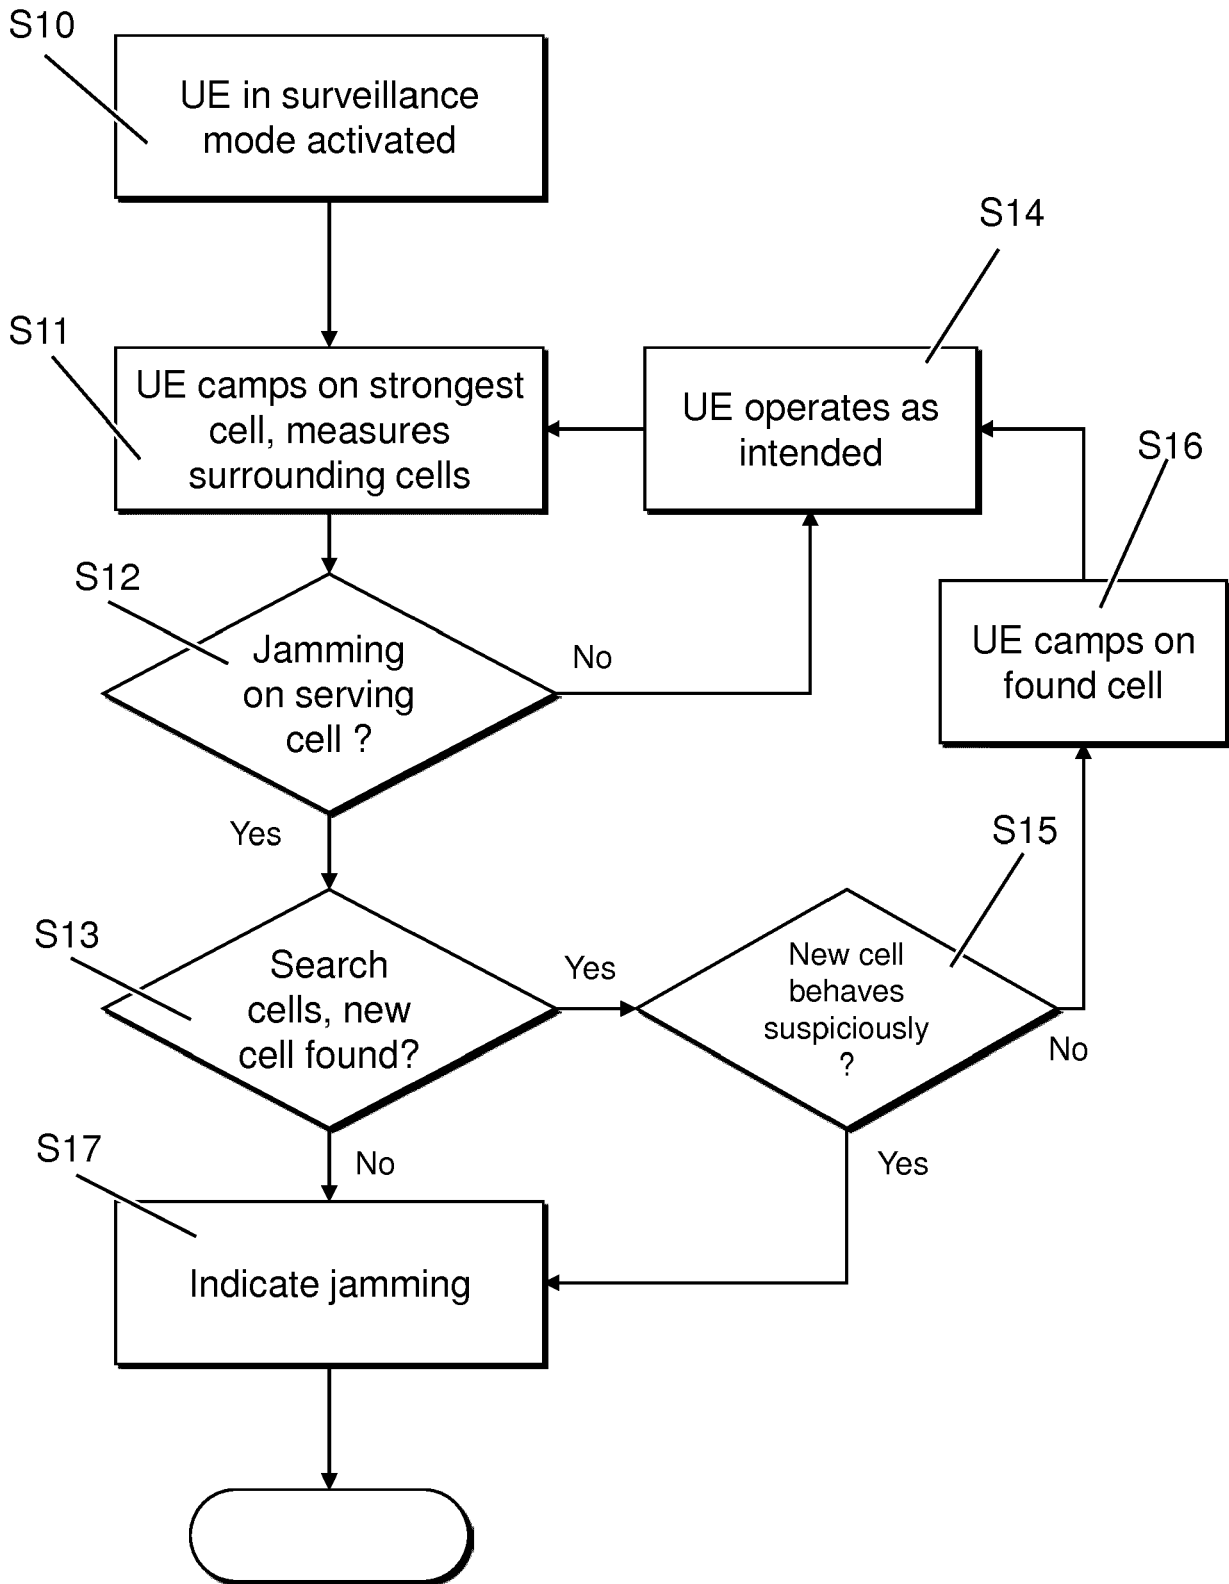 S10
UE in surveillance
mode activated
S14
S11
UE camps on strongest
cell, measures
surrounding cells
UE operates as
intended
S16
S12
Jamming
on serving
cell ?
No
UE camps on
found cell
Yes
S15
S13
Search
cells, new
cell found?
Yes
New cell
behaves
suspiciously
?
No
S17
No
Yes
Indicate jamming